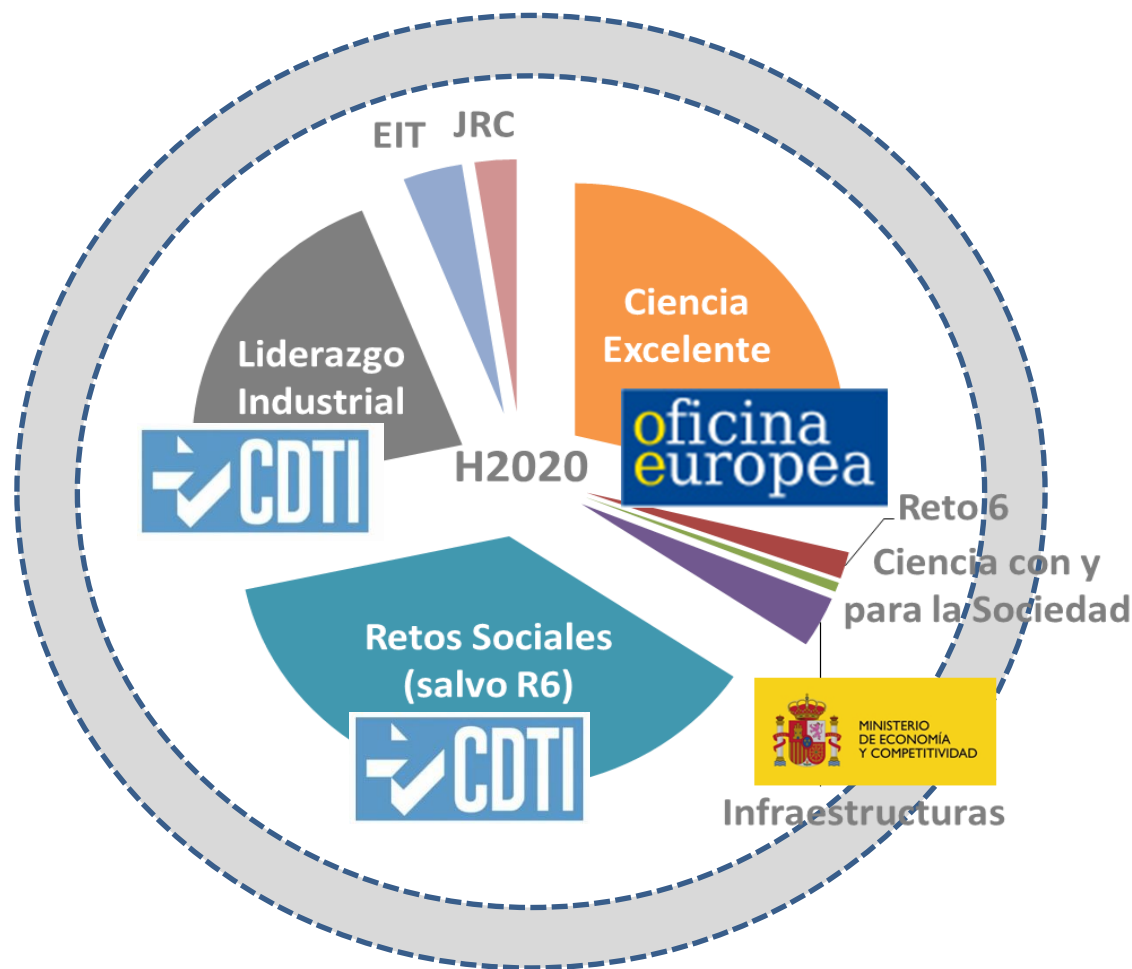 EIT
JRC
Ciencia
Excelente
Liderazgo
Industrial
CDTI
H2020
oficina
europea
Reto 6
Ciencia con y
para la Sociedad
Retos Sociales
(salvo R6)
CDTI
MINISTERIO
DE ECONOMÍA
Y COMPETITIVIDAD
Infraestructuras